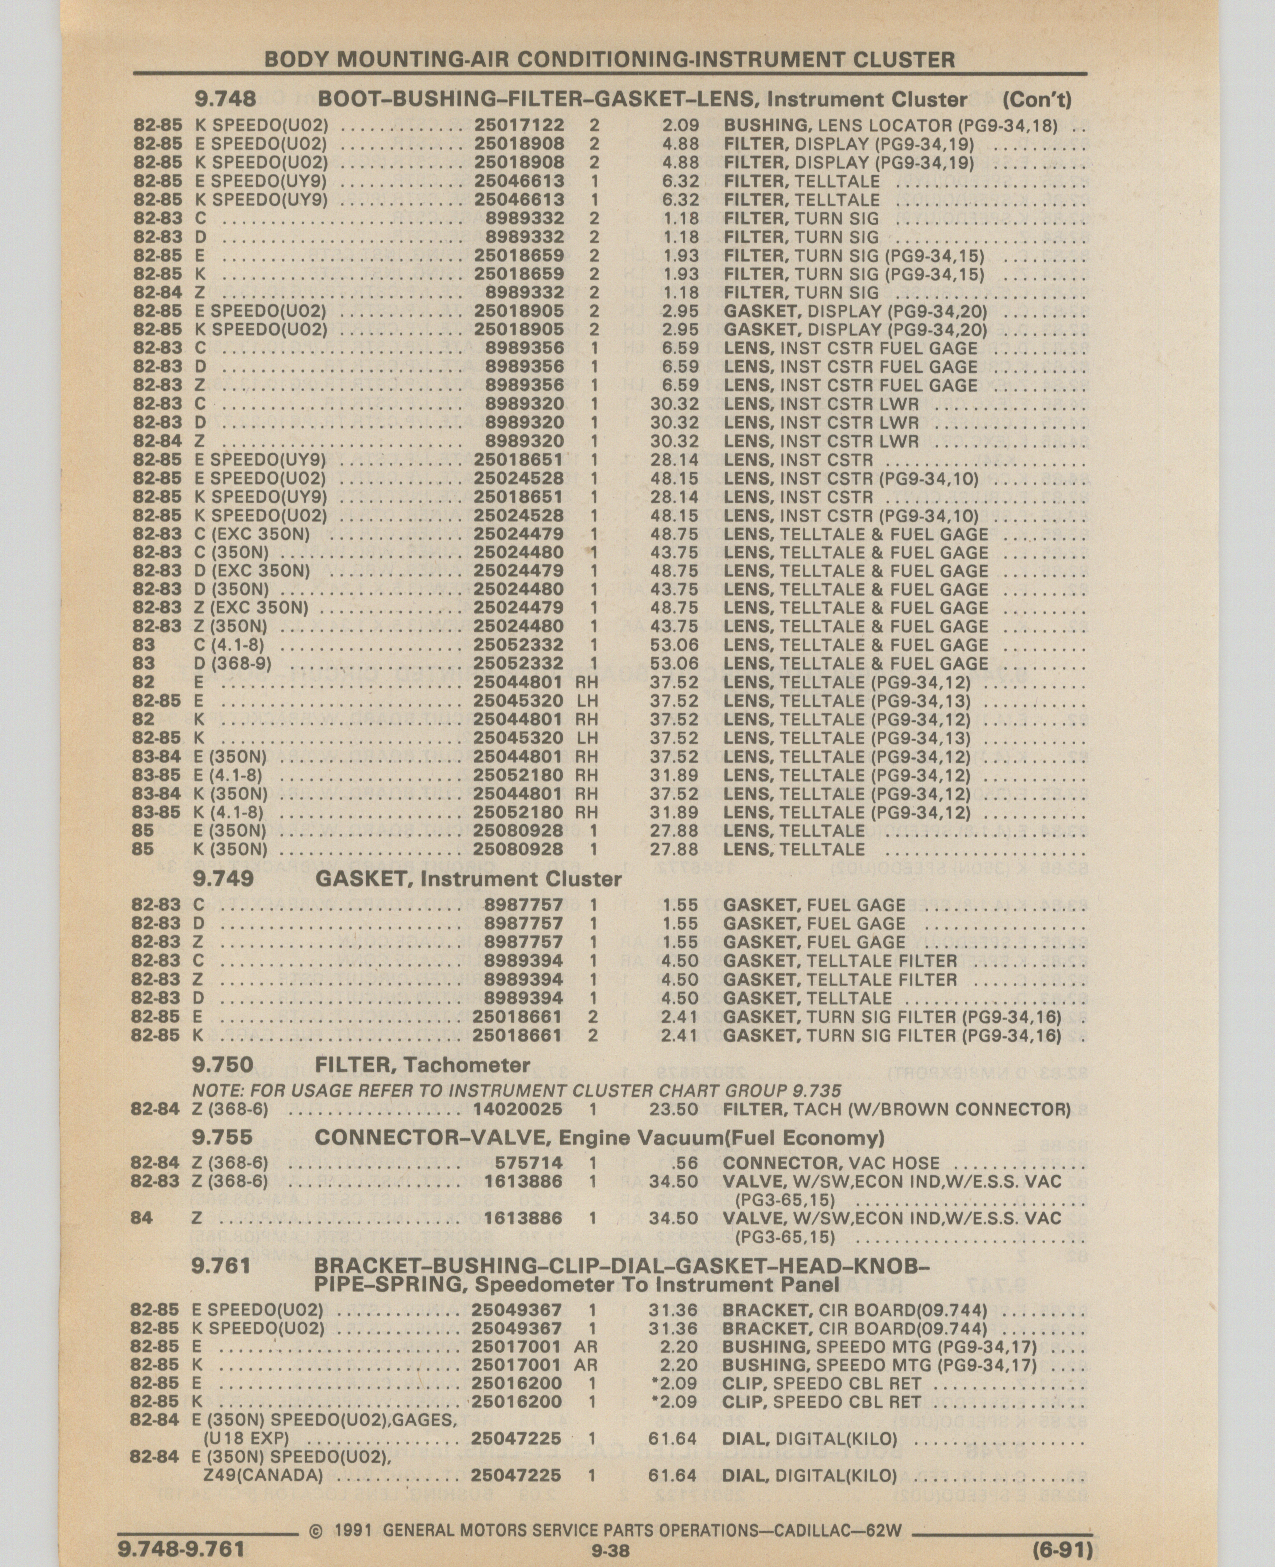 BODY MOUNTING-AIR CONDITIONING-INSTRUMENT CLUSTER
9.748 BOOT–BUSHING–FILTER–GASKET–LENS, Instrument Cluster (Con't)
82-85 K SPEEDO(U02) ............ 25017122 2 2.09 BUSHING, LENS LOCATOR (PG9-34,18) ..
82-85 E SPEEDO(U02) ............ 25018908 2 4.88 FILTER, DISPLAY (PG9-34,19) ...........
82-85 K SPEEDO(U02) ............ 25018908 2 4.88 FILTER, DISPLAY (PG9-34,19) ...........
82-85 E SPEEDO(UY9) ............ 25046613 1 6.32 FILTER, TELLTALE ..................
82-85 K SPEEDO(UY9) ............ 25046613 1 6.32 FILTER, TELLTALE ..................
82-83 C ........................ 8989332 2 1.18 FILTER, TURN SIG ..................
82-83 D ........................ 8989332 2 1.18 FILTER, TURN SIG ..................
82-85 E ........................ 25018659 2 1.93 FILTER, TURN SIG (PG9-34,15) ..........
82-85 K ........................ 25018659 2 1.93 FILTER, TURN SIG (PG9-34,15) ..........
82-84 Z ........................ 8989332 2 1.18 FILTER, TURN SIG ..................
82-85 E SPEEDO(U02) ............ 25018905 2 2.95 GASKET, DISPLAY (PG9-34,20) ..........
82-85 K SPEEDO(U02) ............ 25018905 2 2.95 GASKET, DISPLAY (PG9-34,20) ..........
82-83 C ........................ 8989356 1 6.59 LENS, INST CSTR FUEL GAGE ...........
82-83 D ........................ 8989356 1 6.59 LENS, INST CSTR FUEL GAGE ...........
82-83 Z ........................ 8989356 1 6.59 LENS, INST CSTR FUEL GAGE ...........
82-83 C ........................ 8989320 1 30.32 LENS, INST CSTR LWR ................
82-83 D ........................ 8989320 1 30.32 LENS, INST CSTR LWR ................
82-84 Z ........................ 8989320 1 30.32 LENS, INST CSTR LWR ................
82-85 E SPEEDO(UY9) ............ 25018651 1 28.14 LENS, INST CSTR ...................
82-85 E SPEEDO(U02) ............ 25024528 1 48.15 LENS, INST CSTR (PG9-34,10) ...........
82-85 K SPEEDO(UY9) ............ 25018651 1 28.14 LENS, INST CSTR ....................
82-85 K SPEEDO(U02) ............ 25024528 1 48.15 LENS, INST CSTR (PG9-34,10) ...........
82-83 C (EXC 350N) ............. 25024479 1 48.75 LENS, TELLTALE & FUEL GAGE .........
82-83 C (350N) .................. 25024480 1 43.75 LENS, TELLTALE & FUEL GAGE .........
82-83 D (EXC 350N) ............. 25024479 1 48.75 LENS, TELLTALE & FUEL GAGE .........
82-83 D (350N) .................. 25024480 1 43.75 LENS, TELLTALE & FUEL GAGE .........
82-83 Z (EXC 350N) ............. 25024479 1 48.75 LENS, TELLTALE & FUEL GAGE .........
82-83 Z (350N) .................. 25024480 1 43.75 LENS, TELLTALE & FUEL GAGE .........
83 C (4.1-8) .................. 25052332 1 53.06 LENS, TELLTALE & FUEL GAGE .........
83 D (368-9) ................. 25052332 1 53.06 LENS, TELLTALE & FUEL GAGE .........
82 E ........................ 25044801 RH 37.52 LENS, TELLTALE (PG9-34,12) ...........
82-85 E ........................ 25045320 LH 37.52 LENS, TELLTALE (PG9-34,13) ...........
82 K ........................ 25044801 RH 37.52 LENS, TELLTALE (PG9-34,12) ...........
82-85 K ........................ 25045320 LH 37.52 LENS, TELLTALE (PG9-34,13) ...........
83-84 E (350N) .................. 25044801 RH 37.52 LENS, TELLTALE (PG9-34,12) ...........
83-85 E (4.1-8) .................. 25052180 RH 31.89 LENS, TELLTALE (PG9-34,12) ...........
83-84 K (350N) .................. 25044801 RH 37.52 LENS, TELLTALE (PG9-34,12) ...........
83-85 K (4.1-8) .................. 25052180 RH 31.89 LENS, TELLTALE (PG9-34,12) ...........
85 E (350N) .................. 25080928 1 27.88 LENS, TELLTALE .....................
85 K (350N) .................. 25080928 1 27.88 LENS, TELLTALE .....................
9.749 GASKET, Instrument Cluster
82-83 C ........................ 8987757 1 1.55 GASKET, FUEL GAGE ................
82-83 D ........................ 8987757 1 1.55 GASKET, FUEL GAGE ................
82-83 Z ........................ 8987757 1 1.55 GASKET, FUEL GAGE ................
82-83 C ........................ 8989394 1 4.50 GASKET, TELLTALE FILTER ...........
82-83 Z ........................ 8989394 1 4.50 GASKET, TELLTALE FILTER ...........
82-83 D ........................ 8989394 1 4.50 GASKET, TELLTALE ..................
82-85 E ........................ 25018661 2 2.41 GASKET, TURN SIG FILTER (PG9-34,16) .
82-85 K ........................ 25018661 2 2.41 GASKET, TURN SIG FILTER (PG9-34,16) .
9.750 FILTER, Tachometer
NOTE: FOR USAGE REFER TO INSTRUMENT CLUSTER CHART GROUP 9.735
82-84 Z (368-6) ................. 14020025 1 23.50 FILTER, TACH (W/BROWN CONNECTOR)
9.755 CONNECTOR–VALVE, Engine Vacuum(Fuel Economy)
82-84 Z (368-6) ................. 575714 1 .56 CONNECTOR, VAC HOSE .............
82-83 Z (368-6) ................. 1613886 1 34.50 VALVE, W/SW,ECON IND,W/E.S.S. VAC
(PG3-65,15) .......................
84 Z ........................ 1613886 1 34.50 VALVE, W/SW,ECON IND,W/E.S.S. VAC
(PG3-65,15) .......................
9.761 BRACKET–BUSHING–CLIP–DIAL–GASKET–HEAD–KNOB–
PIPE–SPRING, Speedometer To Instrument Panel
82-85 E SPEEDO(U02) ............. 25049367 1 31.36 BRACKET, CIR BOARD(09.744) .........
82-85 K SPEEDO(U02) ............. 25049367 1 31.36 BRACKET, CIR BOARD(09.744) .........
82-85 E ........................ 25017001 AR 2.20 BUSHING, SPEEDO MTG (PG9-34,17) ....
82-85 K ........................ 25017001 AR 2.20 BUSHING, SPEEDO MTG (PG9-34,17) ....
82-85 E ........................ 25016200 1 *2.09 CLIP, SPEEDO CBL RET ...............
82-85 K ........................ 25016200 1 *2.09 CLIP, SPEEDO CBL RET ...............
82-84 E (350N) SPEEDO(U02),GAGES,
(U18 EXP) ................ 25047225 1 61.64 DIAL, DIGITAL(KILO) .................
82-84 E (350N) SPEEDO(U02),
Z49(CANADA) ............ 25047225 1 61.64 DIAL, DIGITAL(KILO) .................
© 1991 GENERAL MOTORS SERVICE PARTS OPERATIONS—CADILLAC—62W
9.748-9.761 9-38 (6-91)